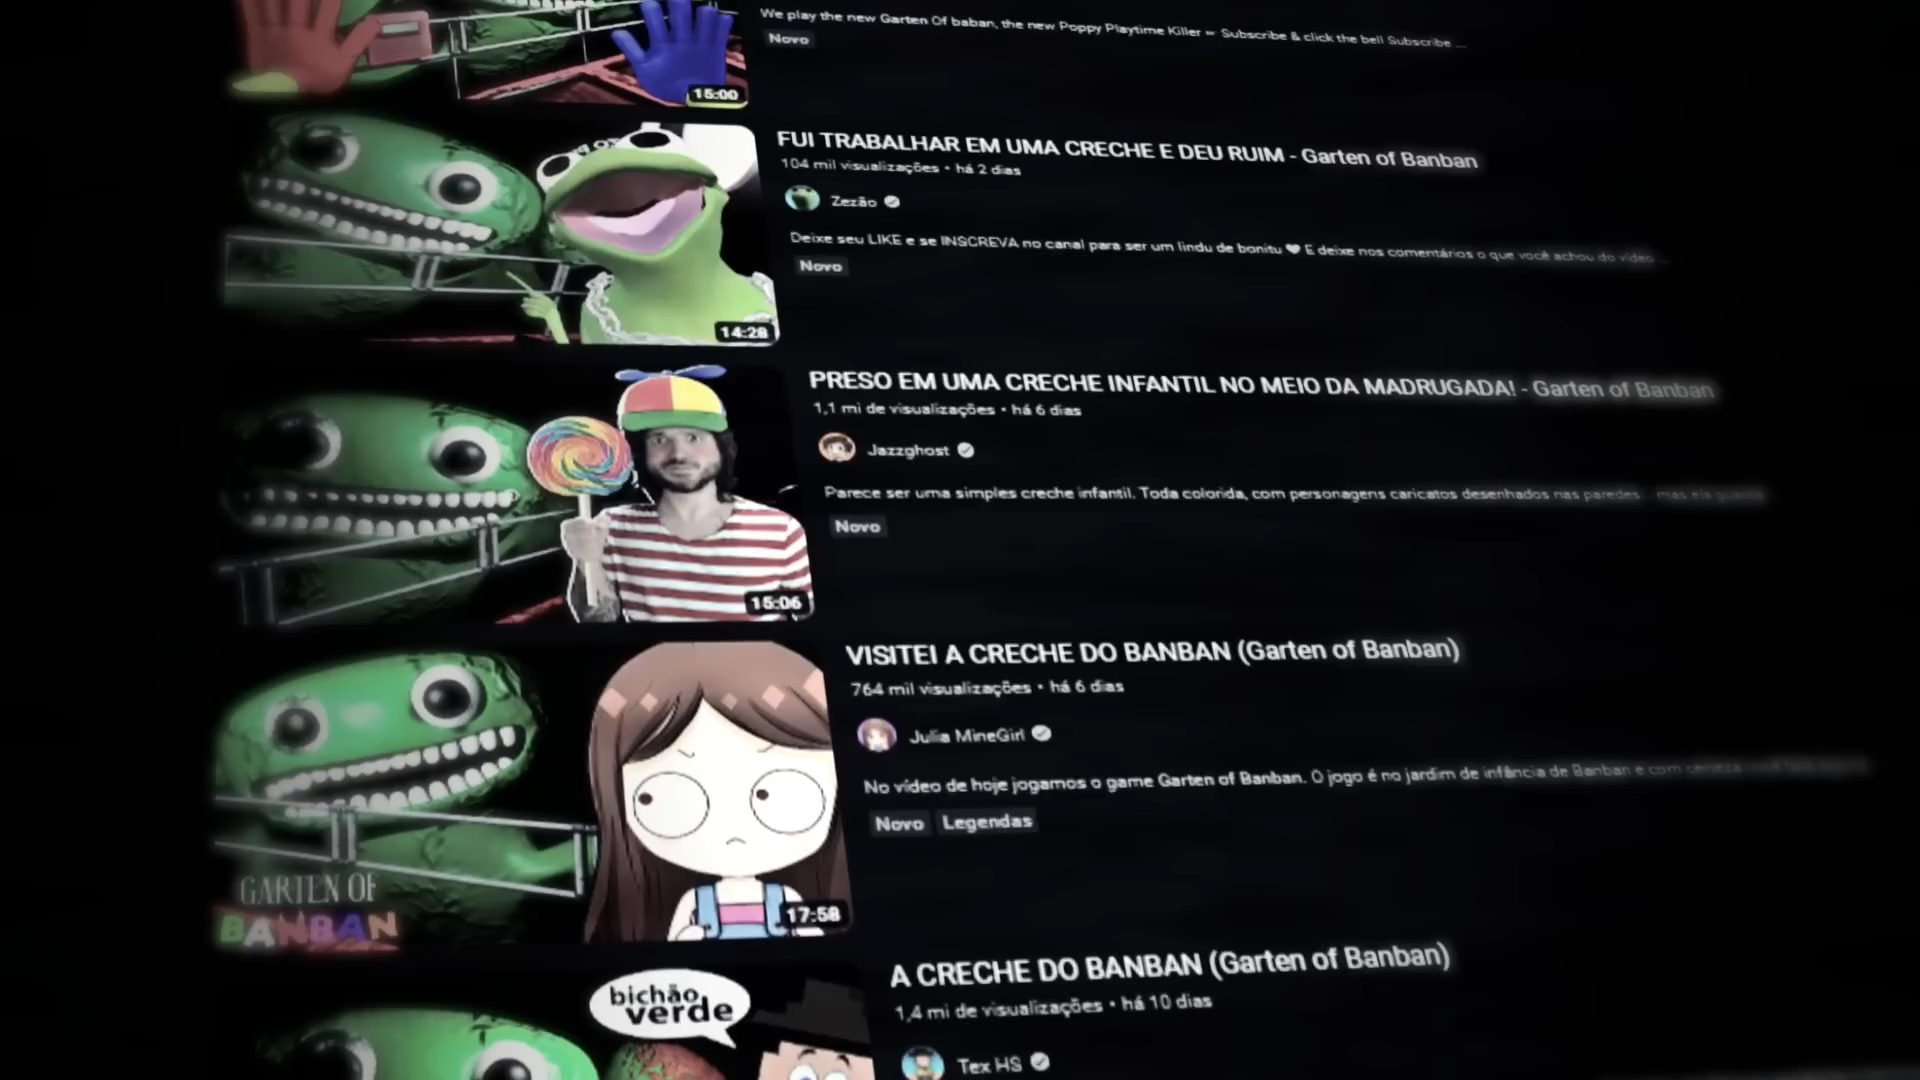 We play the new Garten Of baban, the new Poppy Playtime Killer Subscribe & click the bell Subscribe ...
Novo
15:00
FUI TRABALHAR EM UMA CRECHE E DEU RUIM - Garten of Banban
104 mil visualizações • há 2 dias
Zezão
Deixe seu LIKE e se INSCREVA no canal para ser um lindu de bonitu ❤ E deixe nos comentários o que você achou do vídeo ...
Novo
14:28
PRESO EM UMA CRECHE INFANTIL NO MEIO DA MADRUGADA! - Garten of Banban
1,1 mi de visualizações • há 6 dias
Jazzghost
Parece ser uma simples creche infantil. Toda colorida, com personagens caricatos desenhados nas paredes
Novo
15:06
VISITEI A CRECHE DO BANBAN (Garten of Banban)
764 mil visualizações • há 6 dias
Julia MineGirl
No vídeo de hoje jogamos o game Garten of Banban. O jogo é no jardim de infância de Banban e com certeza
Novo Legendas
GARTEN OF
BANBAN
17:58
A CRECHE DO BANBAN (Garten of Banban)
1,4 mi de visualizações • há 10 dias
Tex HS
bichão
verde